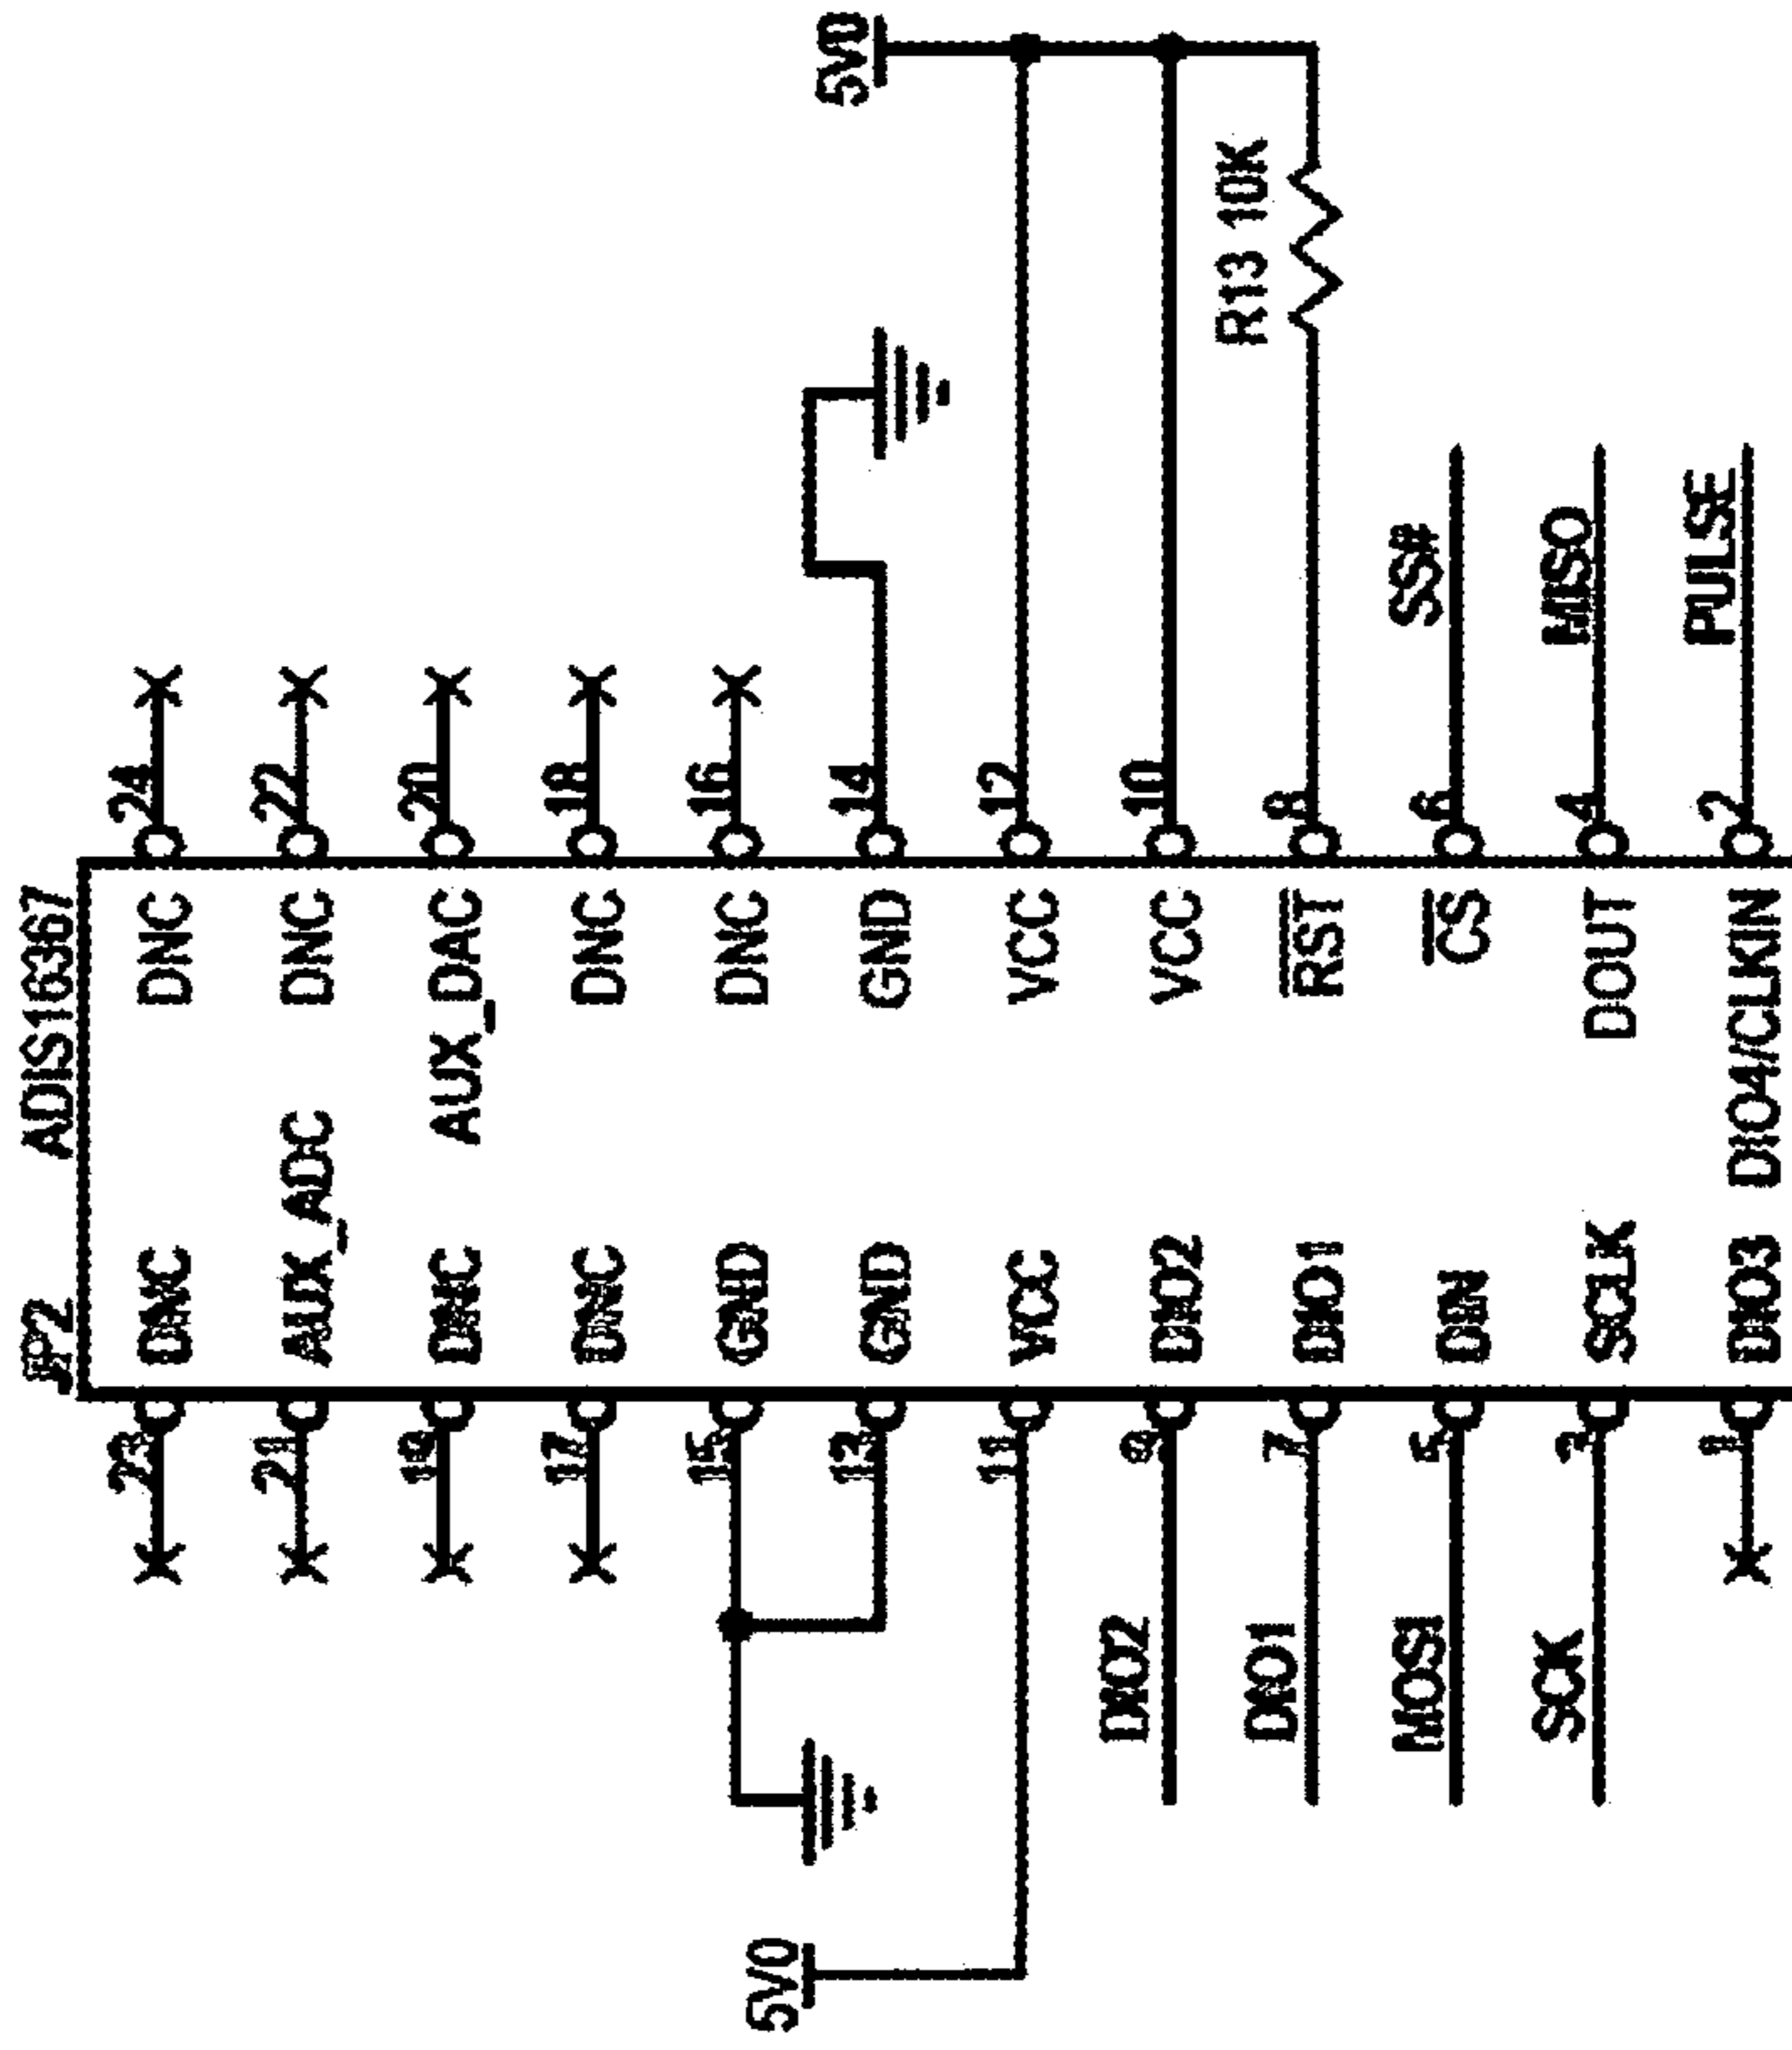 JP2 ADIS16367
23 DNC DNC 24
21 AUX_ADC DNC 22
19 DNC AUX_DAC 20
17 DNC DNC 18
5V0 15 GND DNC 16
13 GND GND 14 5V0
11 VCC VCC 12
DIO2 9 DIO2 VCC 10
DIO1 7 DIO1 RST 8 R13 10K
MOSI 5 DIN CS 6 SS#
SCK 3 SCLK DOUT 4 MISO
1 DIO3 DIO4/CLKIN 2 PULSE